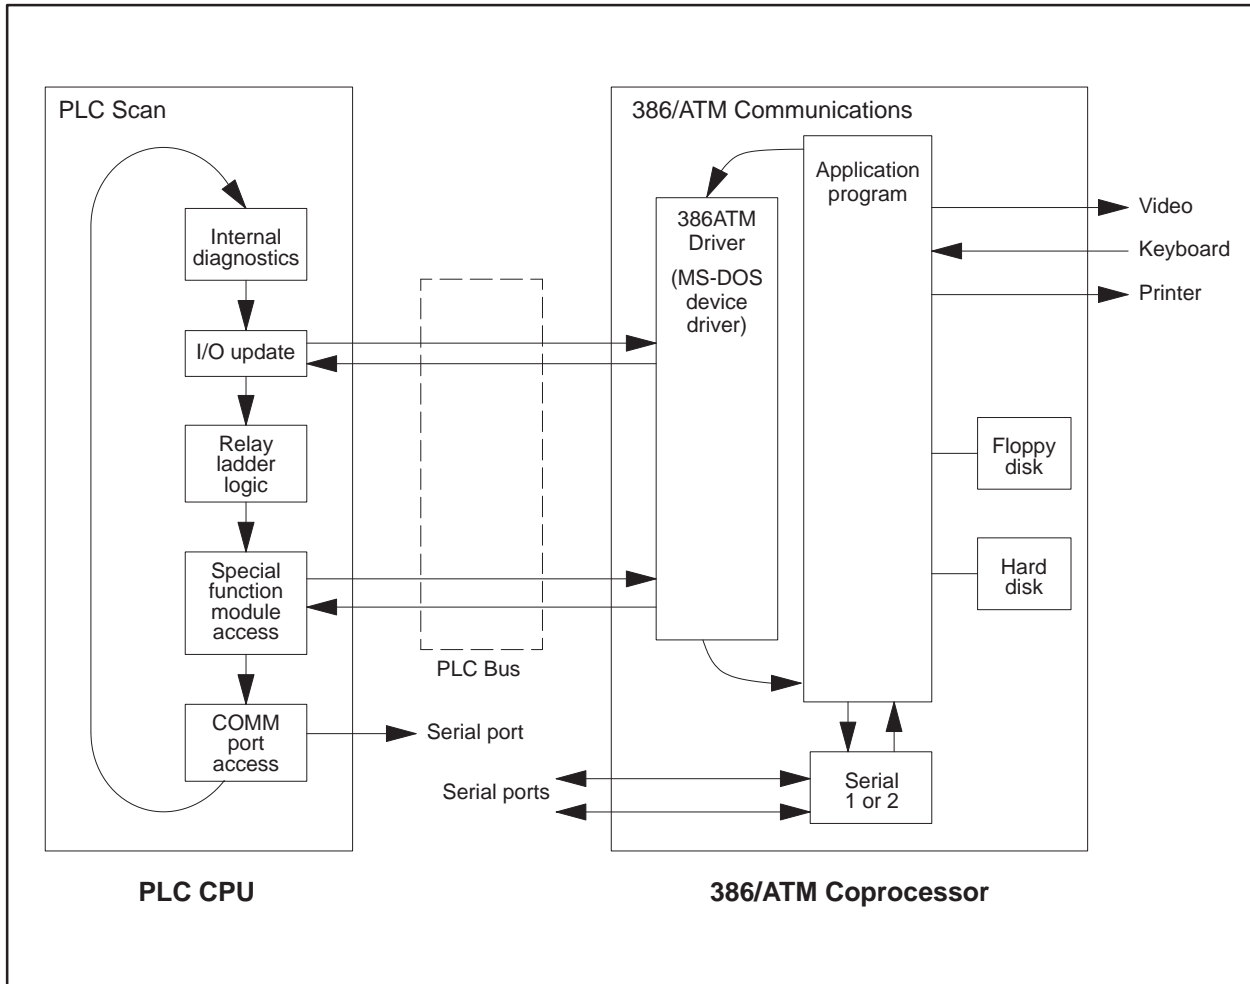 PLC Scan
Internal
diagnostics
I/O update
Relay
ladder
logic
Special
function
module
access
COMM
port
access
PLC Bus
Serial port
Serial ports
386/ATM Communications
386ATM
Driver
(MS-DOS
device
driver)
Application
program
Video
Keyboard
Printer
Floppy
disk
Hard
disk
Serial
1 or 2
PLC CPU
386/ATM Coprocessor